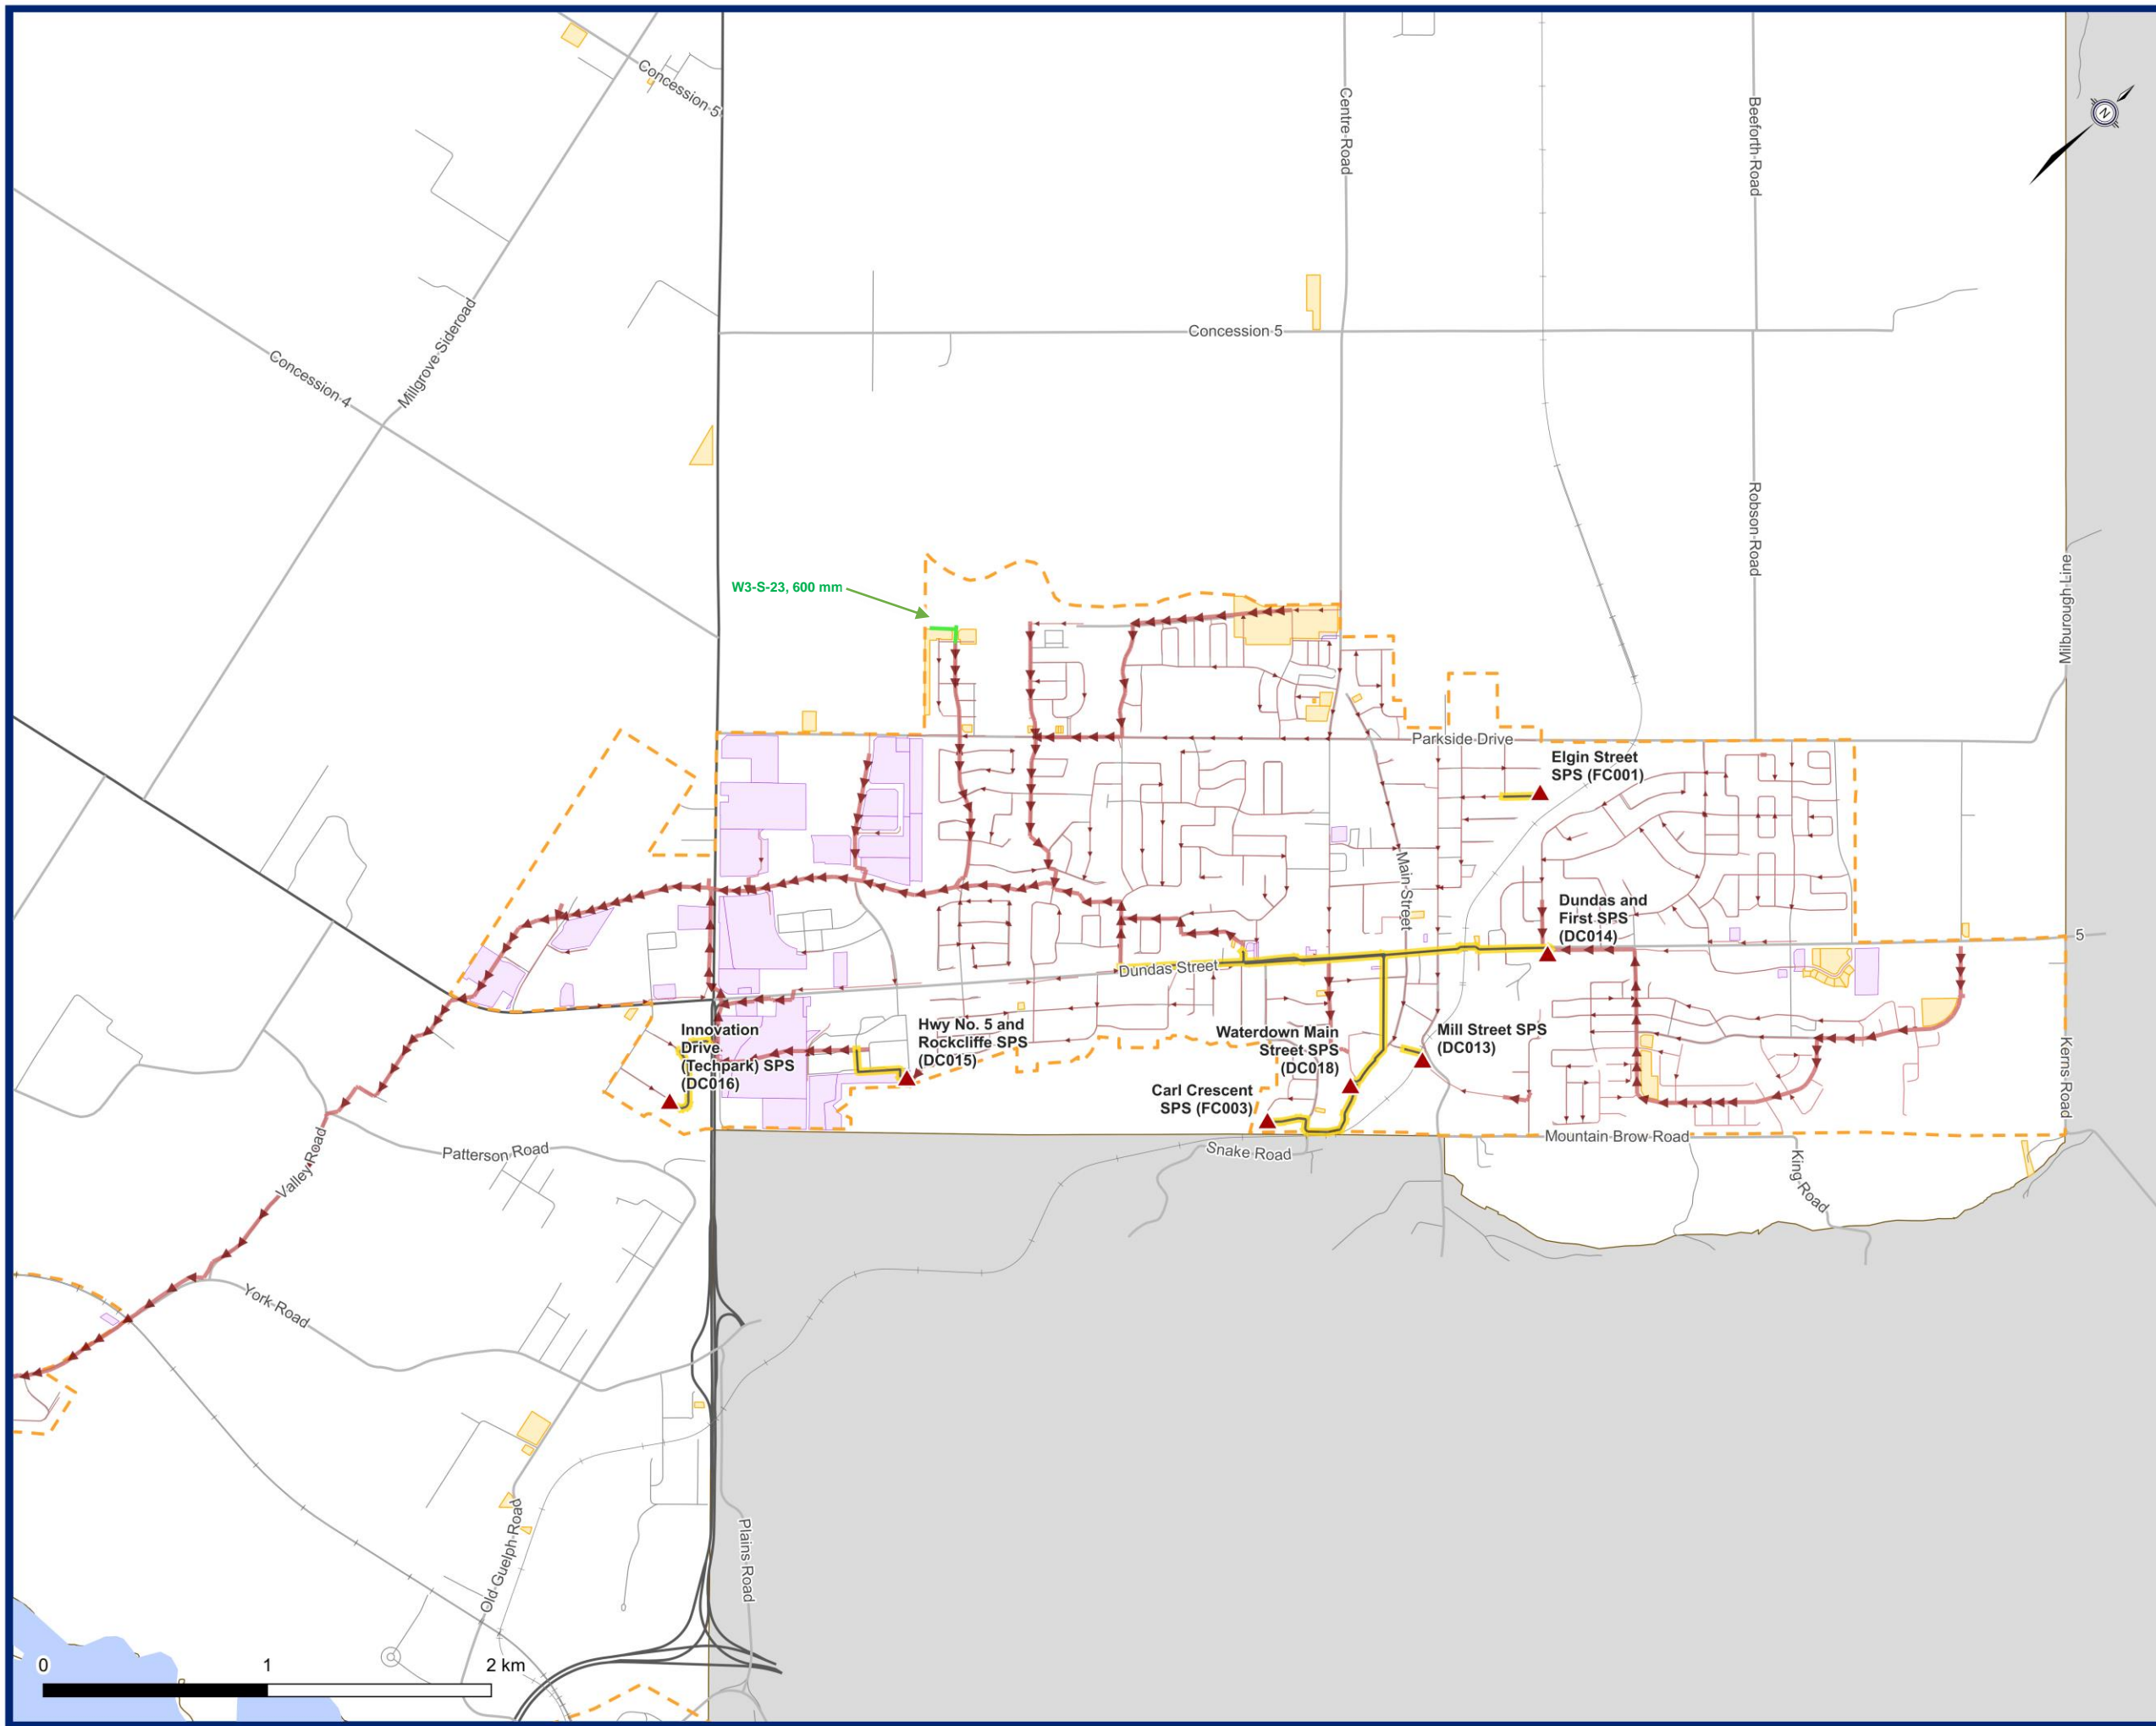 Concession 5
Centre Road
Beeforth Road
N
Millgrove Sideroad
Concession 5
Concession 4
Robson Road
Milburough Line
W3-S-23, 600 mm
Parkside Drive
Elgin Street
SPS (FC001)
Main Street
Dundas and
First SPS
(DC014)
5
Dundas Street
Innovation
Drive
(Techpark) SPS
(DC016)
Hwy No. 5 and
Rockcliffe SPS
(DC015)
Waterdown Main
Street SPS
(DC018)
Mill Street SPS
(DC013)
Carl Crescent
SPS (FC003)
Kerns Road
Mountain Brow Road
Snake Road
King Road
Patterson Road
Valley Road
York Road
Old Guelph Road
Plains Road
0 1 2 km